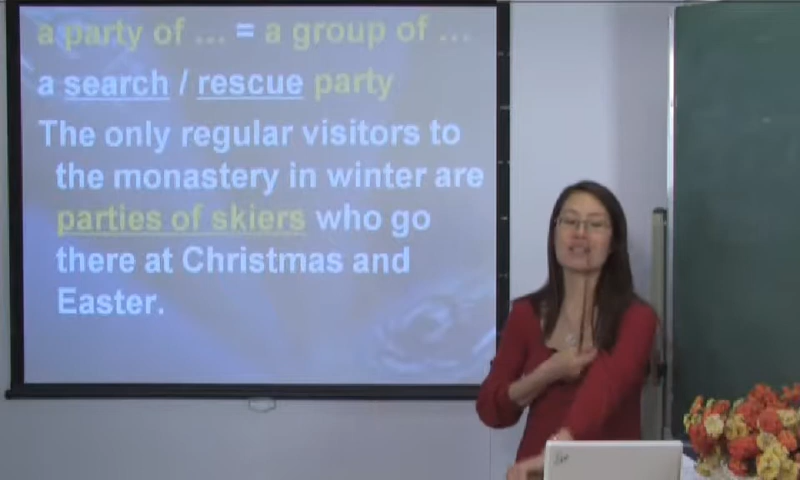 a party of ... = a group of ...
a search / rescue party
The only regular visitors to
the monastery in winter are
parties of skiers who go
there at Christmas and
Easter.